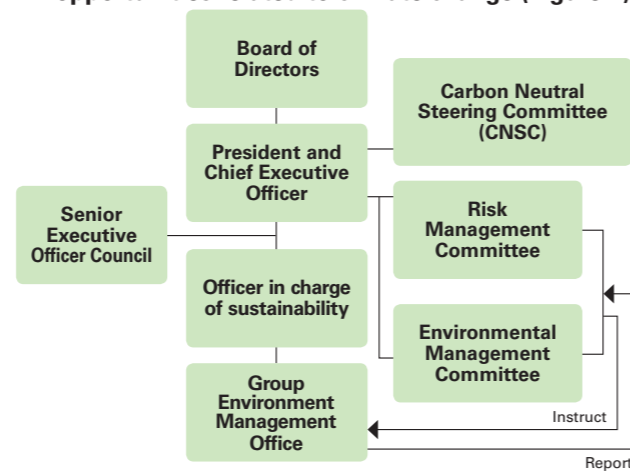 Board of
Directors
Carbon Neutral
Steering Committee
(CNSC)
President and
Chief Executive
Officer
Senior
Executive
Officer Council
Risk
Management
Committee
Officer in charge
of sustainability
Environmental
Management
Committee
Group
Environment
Management
Office
Instruct
Report